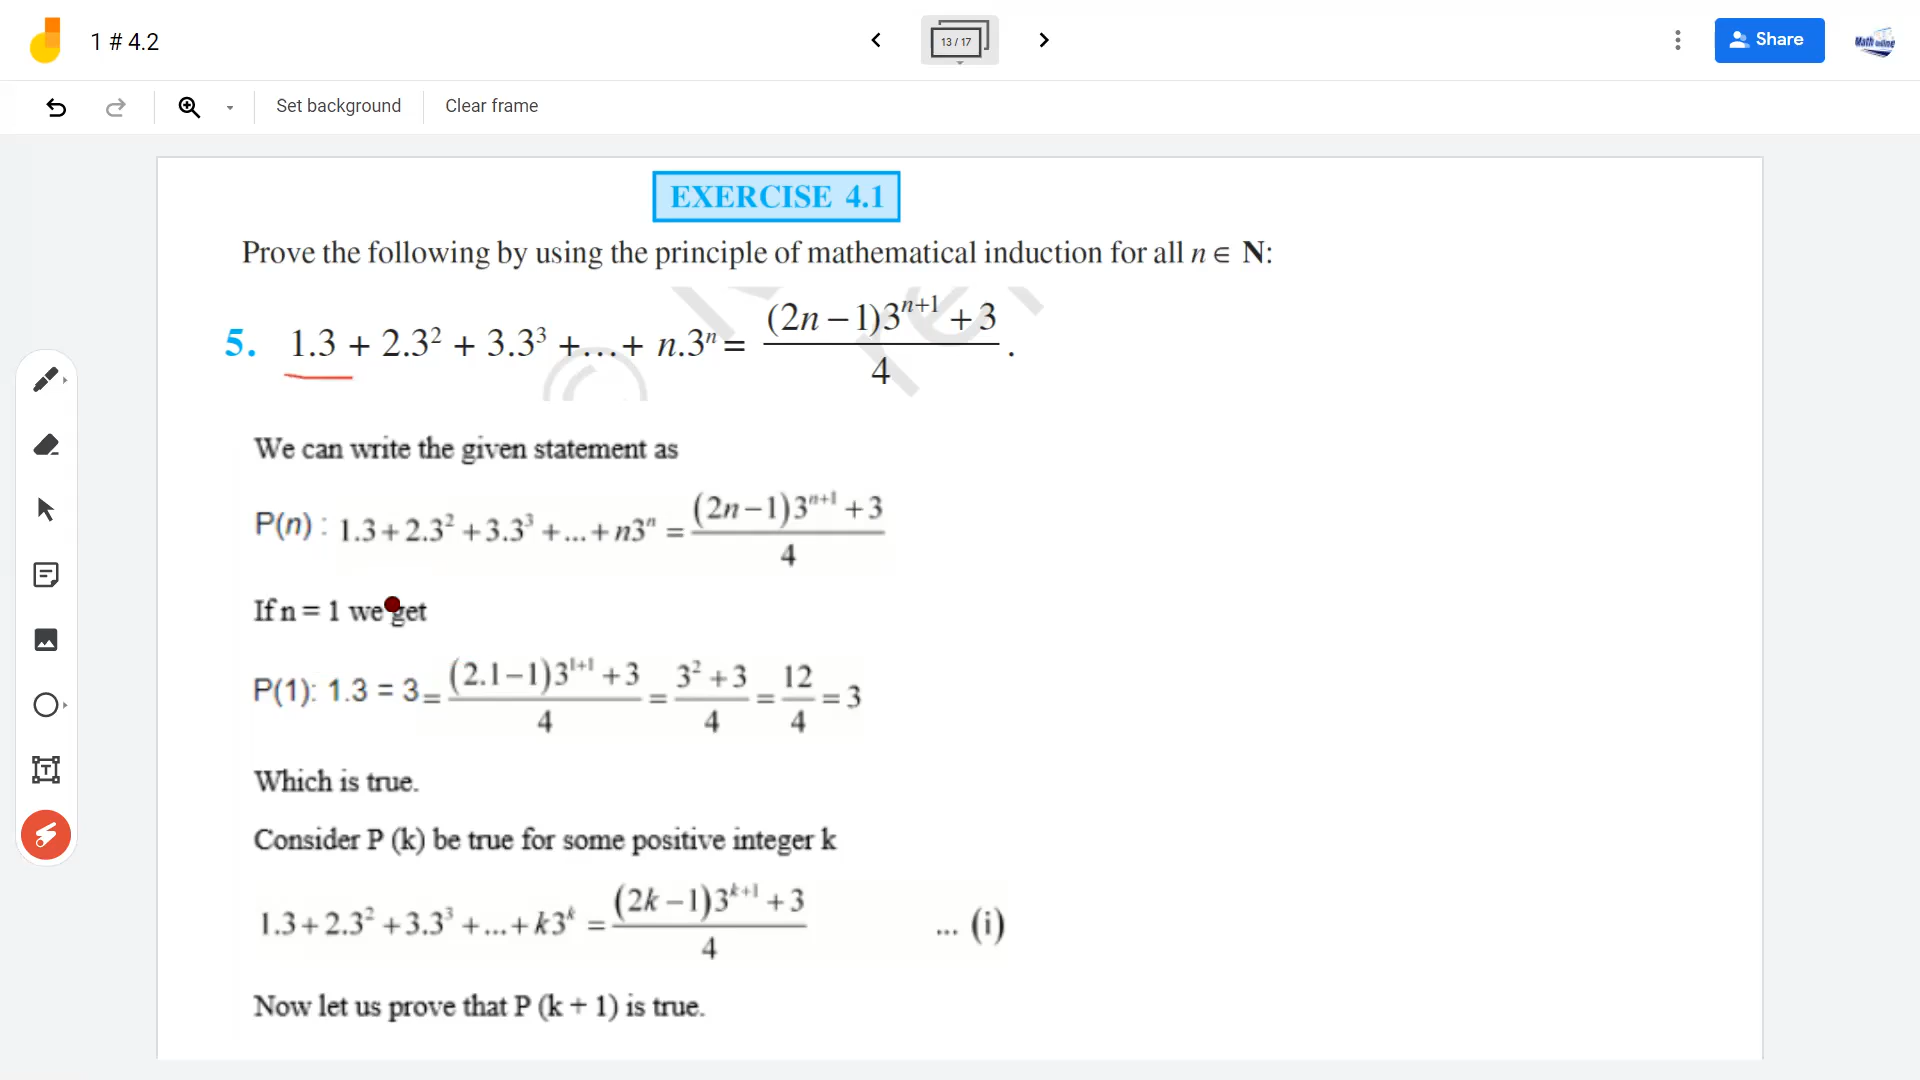 1 # 4.2
13 / 17
Share
Math online
Set background
Clear frame
EXERCISE 4.1
Prove the following by using the principle of mathematical induction for all n ∈ N:
5. 1.3 + 2.3² + 3.3³ +...+ n.3ⁿ = ((2n – 1)3ⁿ⁺¹ + 3)/4 .
We can write the given statement as
P(n) : 1.3 + 2.3² + 3.3³ + ... + n3ⁿ = ((2n – 1)3ⁿ⁺¹ + 3)/4
If n = 1 we get
P(1): 1.3 = 3 = ((2.1 – 1)3¹⁺¹ + 3)/4 = (3² + 3)/4 = 12/4 = 3
Which is true.
Consider P (k) be true for some positive integer k
1.3 + 2.3² + 3.3³ + ... + k3ᵏ = ((2k – 1)3ᵏ⁺¹ + 3)/4 ... (i)
Now let us prove that P (k + 1) is true.